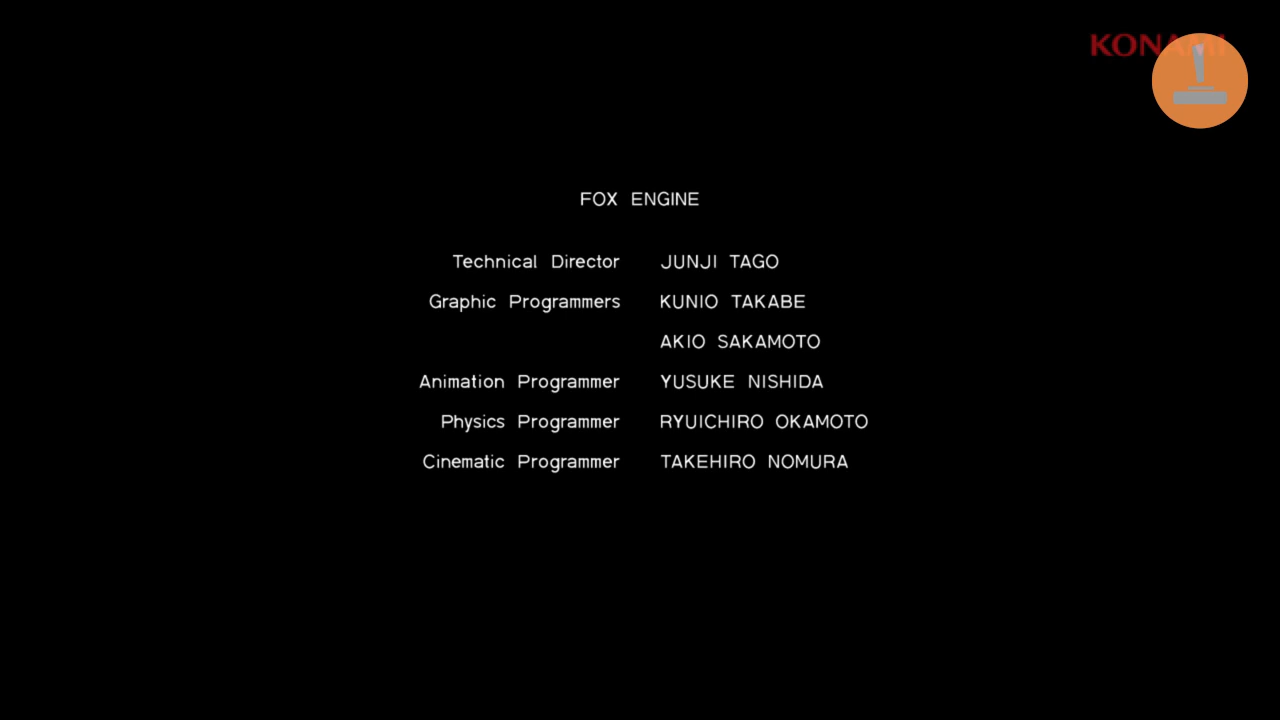 KONAMI
FOX ENGINE
Technical Director JUNJI TAGO
Graphic Programmers KUNIO TAKABE
AKIO SAKAMOTO
Animation Programmer YUSUKE NISHIDA
Physics Programmer RYUICHIRO OKAMOTO
Cinematic Programmer TAKEHIRO NOMURA